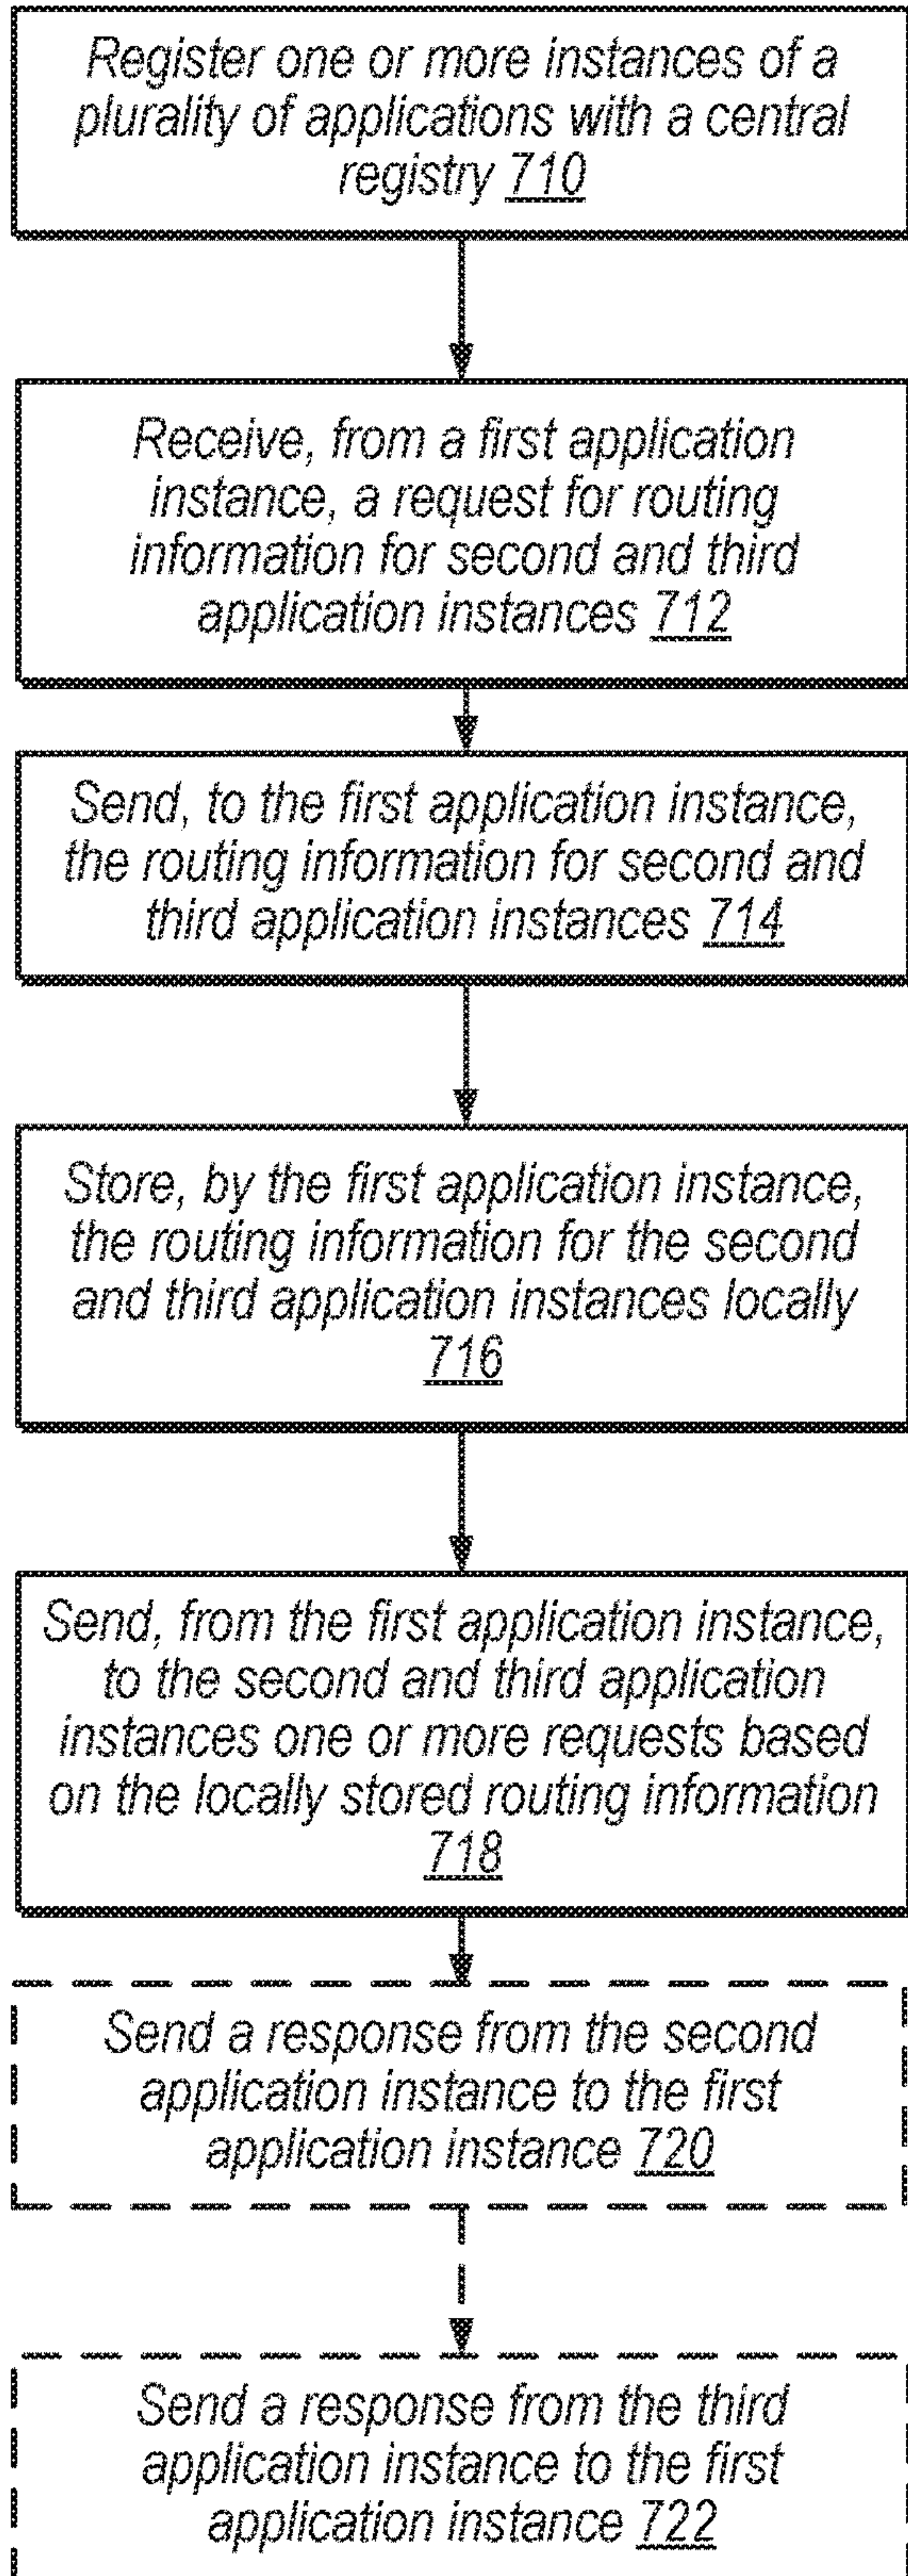 Register one or more instances of a
plurality of applications with a central
registry 710
Receive, from a first application
instance, a request for routing
information for second and third
application instances 712
Send, to the first application instance,
the routing information for second and
third application instances 714
Store, by the first application instance,
the routing information for the second
and third application instances locally
716
Send, from the first application instance,
to the second and third application
instances one or more requests based
on the locally stored routing information
718
Send a response from the second
application instance to the first
application instance 720
Send a response from the third
application instance to the first
application instance 722